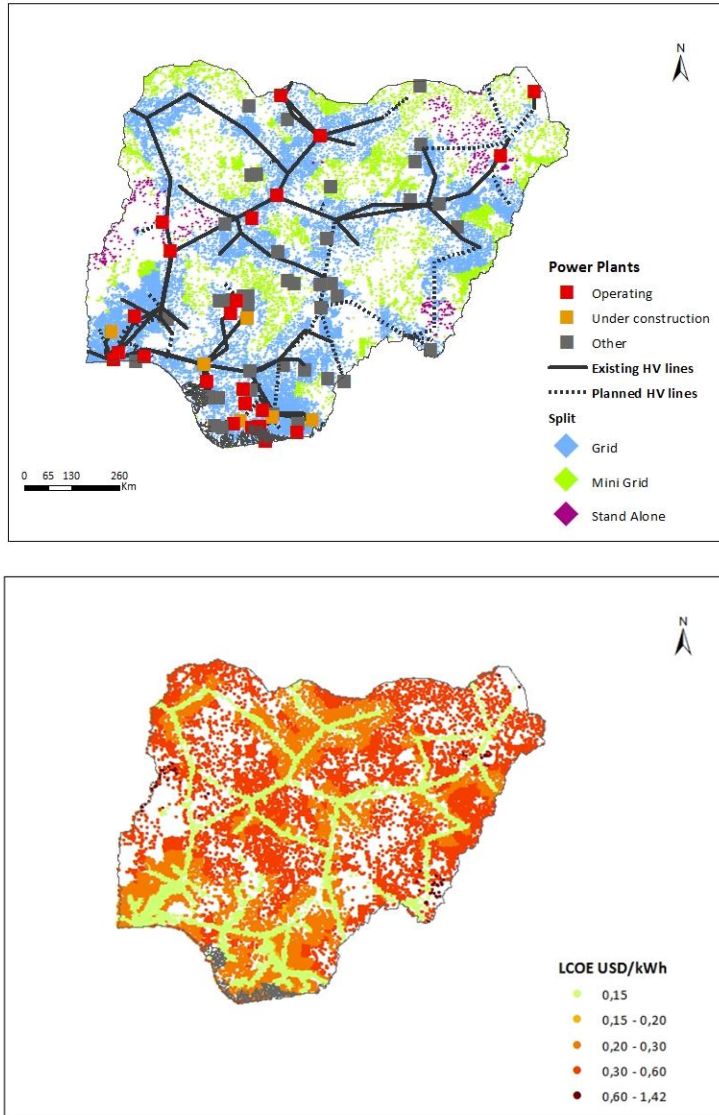 N
Power Plants
Operating
Under construction
Other
Existing HV lines
Planned HV lines
Split
Grid
Mini Grid
Stand Alone
0 65 130 260
Km
N
LCOE USD/kWh
0,15
0,15 - 0,20
0,20 - 0,30
0,30 - 0,60
0,60 - 1,42